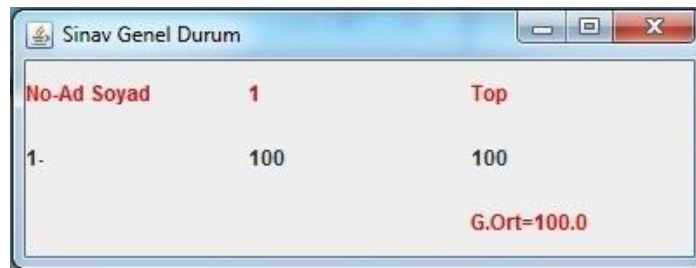 Sinav Genel Durum
No-Ad Soyad 1 Top
1- 100 100
G.Ort=100.0